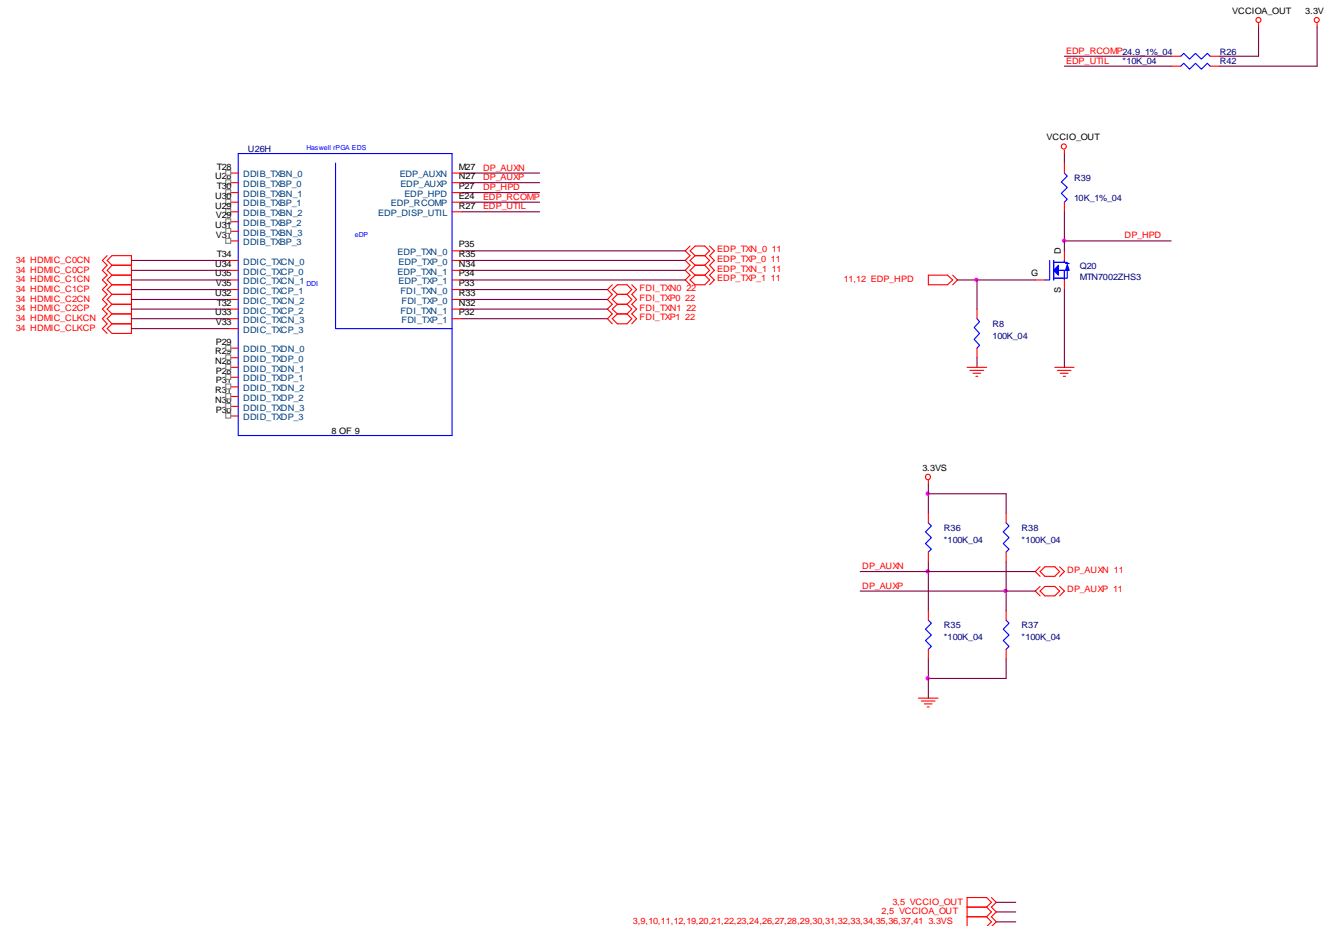 VCCIOA_OUT 3.3V
EDP_RCOMP 24.9_1%_04 R26
EDP_UTIL *10K_04 R42
VCCIO_OUT
R39
10K_1%_04
DP_HPD
D
G
S
Q20
MTN7002ZHS3
11,12 EDP_HPD
R8
100K_04
U26H Haswell rPGA EDS
T28 DDIB_TXBN_0
DDIB_TXBP_0
T30 DDIB_TXBN_1
U30 DDIB_TXBP_1
U29 DDIB_TXBN_2
V29 DDIB_TXBP_2
U31 DDIB_TXBN_3
V31 DDIB_TXBP_3
34 HDMIC_C0CN T34 DDIC_TXCN_0
34 HDMIC_C0CP U34 DDIC_TXCP_0
34 HDMIC_C1CN U35 DDIC_TXCN_1
34 HDMIC_C1CP V35 DDIC_TXCP_1
34 HDMIC_C2CN U32 DDIC_TXCN_2
34 HDMIC_C2CP T32 DDIC_TXCP_2
34 HDMIC_CLKCN U33 DDIC_TXCN_3
34 HDMIC_CLKCP V33 DDIC_TXCP_3
DDI
eDP
P29 DDID_TXDN_0
DDID_TXDP_0
DDID_TXDN_1
DDID_TXDP_1
DDID_TXDN_2
DDID_TXDP_2
DDID_TXDN_3
DDID_TXDP_3
8 OF 9
EDP_AUXN M27 DP_AUXN
EDP_AUXP N27 DP_AUXP
EDP_HPD P27 DP_HPD
EDP_RCOMP E24 EDP_RCOMP
EDP_DISP_UTIL R27 EDP_UTIL
EDP_TXN_0 P35 EDP_TXN_0 11
EDP_TXP_0 R35 EDP_TXP_0 11
EDP_TXN_1 N34 EDP_TXN_1 11
EDP_TXP_1 P34 EDP_TXP_1 11
FDI_TXN_0 P33 FDI_TXN0 22
FDI_TXP_0 R33 FDI_TXP0 22
FDI_TXN_1 N32 FDI_TXN1 22
FDI_TXP_1 P32 FDI_TXP1 22
3.3VS
R36
*100K_04
R38
*100K_04
DP_AUXN DP_AUXN 11
DP_AUXP DP_AUXP 11
R35
*100K_04
R37
*100K_04
3,5 VCCIO_OUT
2,5 VCCIOA_OUT
3,9,10,11,12,19,20,21,22,23,24,26,27,28,29,30,31,32,33,34,35,36,37,41 3.3VS